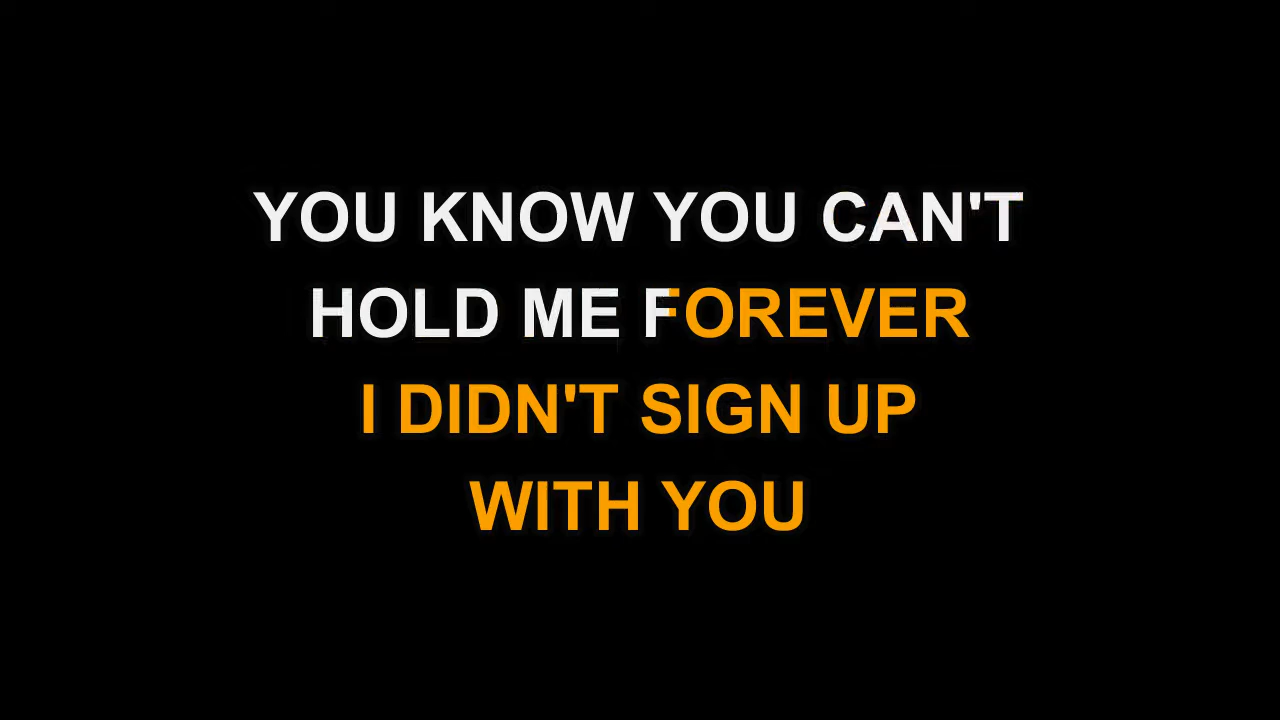 YOU KNOW YOU CAN'T
HOLD ME FOREVER
I DIDN'T SIGN UP
WITH YOU